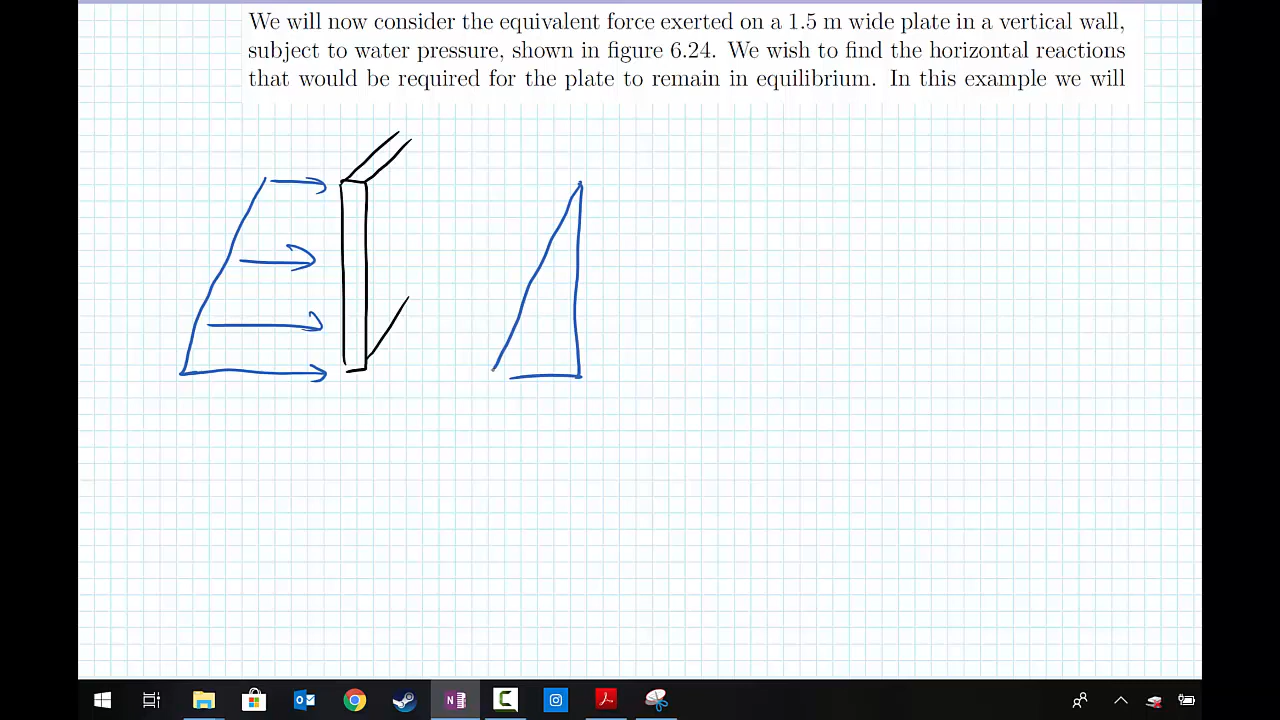 We will now consider the equivalent force exerted on a 1.5 m wide plate in a vertical wall,
subject to water pressure, shown in figure 6.24. We wish to find the horizontal reactions
that would be required for the plate to remain in equilibrium. In this example we will